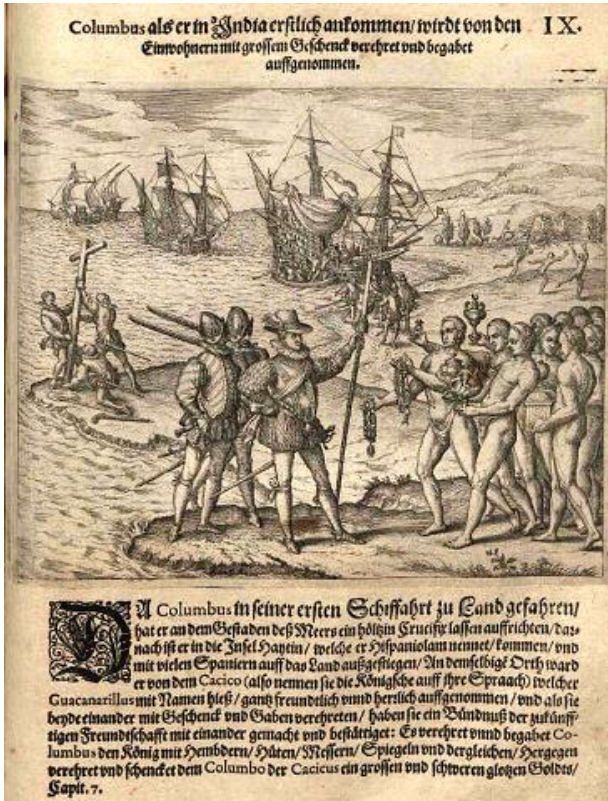 Columbus als er in India erstlich ankommen/ wirdt von den IX.
Einwohnern mit grossem Geschenck verehret vnd begabet
auffgenommen.
DA Columbus in seiner ersten Schiffahrt zu Land gefahren/
hat er an dem Gestaden deß Meers ein höltzin Crucifix lassen auffrichten/ dar-
nach ist er in die Insel Haytin/ welche er Hispaniolam nennet/ kommen/ vnd
mit vielen Spaniern auff das Land außgestiegen/ An demselbige Orth ward
er von dem Cacico (also nennen sie die Königsche auff ihre Spraach) welcher
Guacanarillus mit Namen hieß/ gantz freundtlich vnnd herrlich auffgenommen/ vnd als sie
beyde einander mit Geschenck vnd Gaben verehreten/ haben sie ein Bündnuß der zukünff-
tigen Freundtschafft mit einander gemacht vnd bestättiget: Es verehret vnnd begabet Co-
lumbus den König mit Hembdern/ Hüten/ Messern/ Spiegeln vnd dergleichen/ Hergegen
verehret vnd schencket dem Columbo der Cacicus ein grossen vnd schweren glotzen Goldts/
Capit. 7.